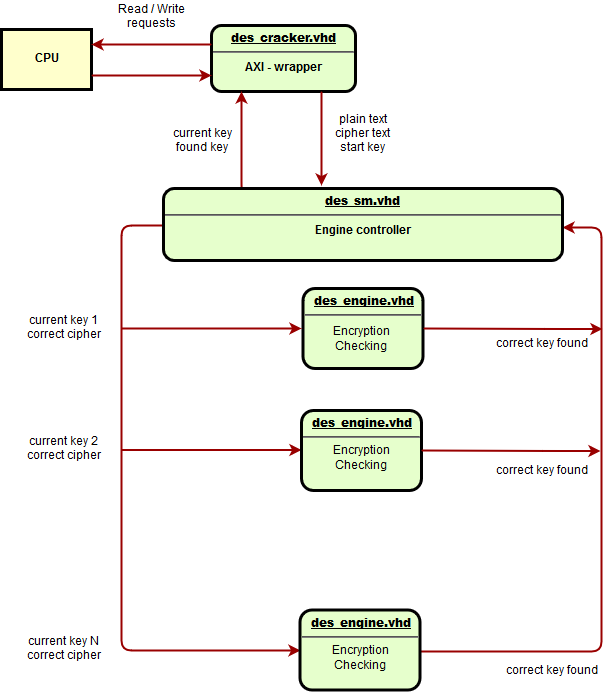 Read / Write
requests
CPU
des_cracker.vhd
AXI - wrapper
current key
found key
plain text
cipher text
start key
des_sm.vhd
Engine controller
current key 1
correct cipher
des_engine.vhd
Encryption
Checking
correct key found
current key 2
correct cipher
des_engine.vhd
Encryption
Checking
correct key found
current key N
correct cipher
des_engine.vhd
Encryption
Checking
correct key found